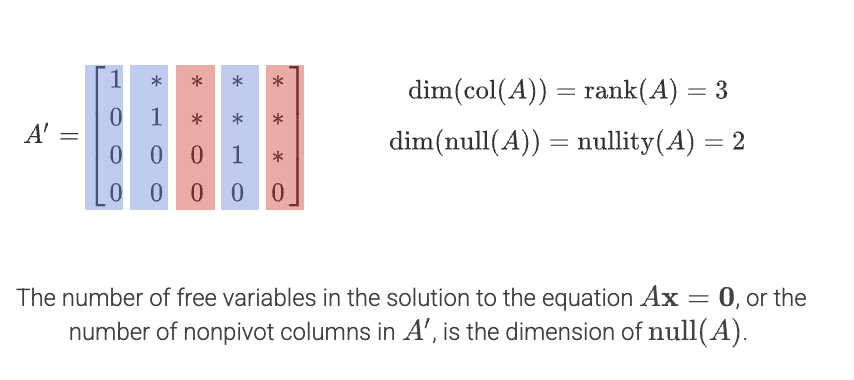 A′ = [1 * * * *
0 1 * * *
0 0 0 1 *
0 0 0 0 0]
dim(col(A)) = rank(A) = 3
dim(null(A)) = nullity(A) = 2
The number of free variables in the solution to the equation Ax = 0, or the
number of nonpivot columns in A′, is the dimension of null(A).